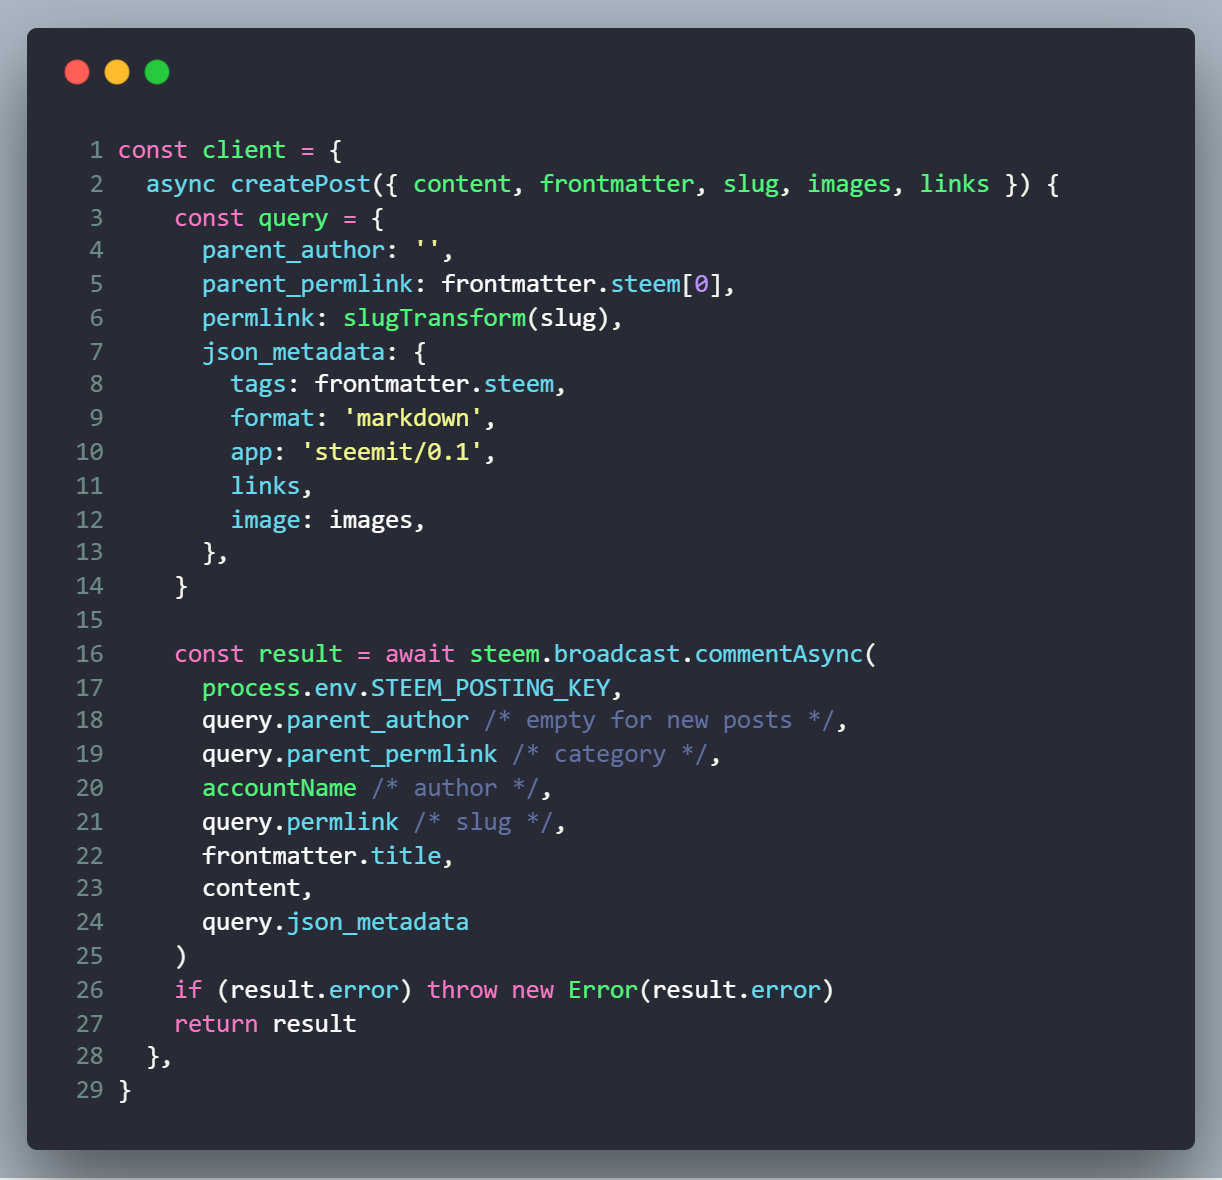 1 const client = {
2   async createPost({ content, frontmatter, slug, images, links }) {
3     const query = {
4       parent_author: '',
5       parent_permlink: frontmatter.steem[0],
6       permlink: slugTransform(slug),
7       json_metadata: {
8         tags: frontmatter.steem,
9         format: 'markdown',
10         app: 'steemit/0.1',
11         links,
12         image: images,
13       },
14     }
15
16     const result = await steem.broadcast.commentAsync(
17       process.env.STEEM_POSTING_KEY,
18       query.parent_author /* empty for new posts */,
19       query.parent_permlink /* category */,
20       accountName /* author */,
21       query.permlink /* slug */,
22       frontmatter.title,
23       content,
24       query.json_metadata
25     )
26     if (result.error) throw new Error(result.error)
27     return result
28   },
29 }